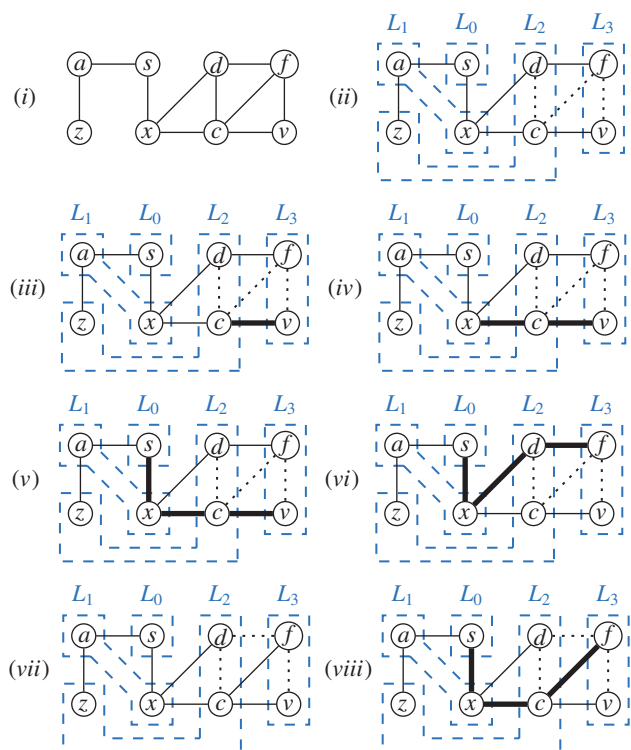 L1 L0 L2 L3
(i) a s d f
z x c v
(ii) a s d f
z x c v
L1 L0 L2 L3 L1 L0 L2 L3
(iii) a s d f
z x c v
(iv) a s d f
z x c v
L1 L0 L2 L3 L1 L0 L2 L3
(v) a s d f
z x c v
(vi) a s d f
z x c v
L1 L0 L2 L3 L1 L0 L2 L3
(vii) a s d f
z x c v
(viii) a s d f
z x c v